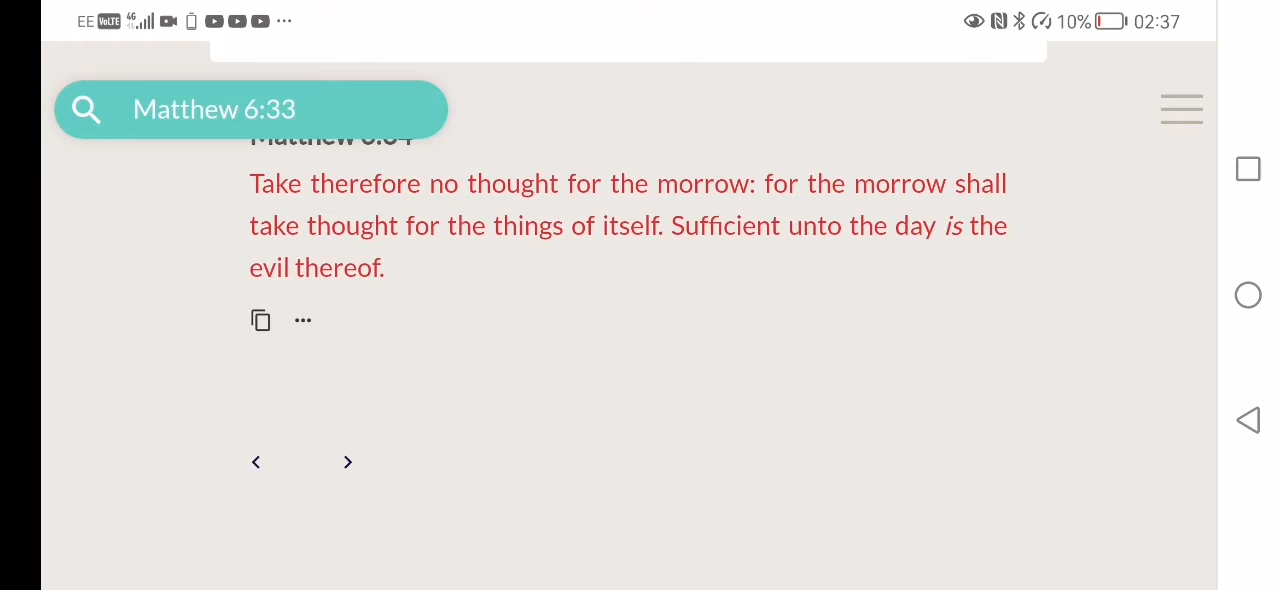 EE VoLTE 4G 10% 02:37
Matthew 6:33
Take therefore no thought for the morrow: for the morrow shall
take thought for the things of itself. Sufficient unto the day is the
evil thereof.